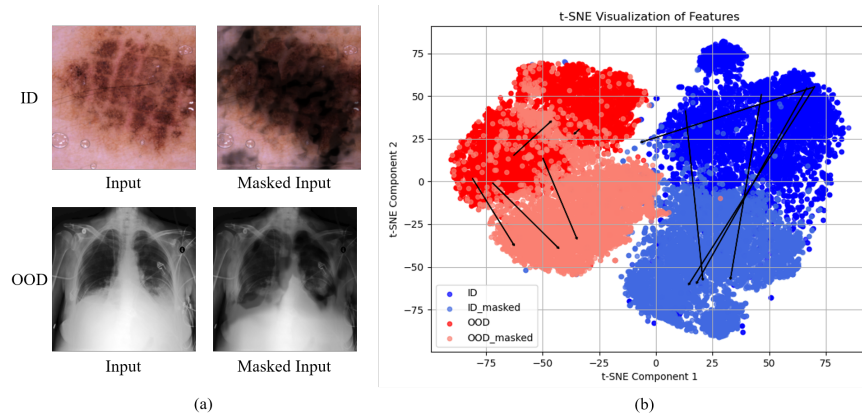 ID
Input
Masked Input
OOD
Input
Masked Input
(a)
(b)
t-SNE Visualization of Features
t-SNE Component 2
75
50
25
0
−25
−50
−75
ID
ID_masked
OOD
OOD_masked
−75 −50 −25 0 25 50 75
t-SNE Component 1
(a)
(b)